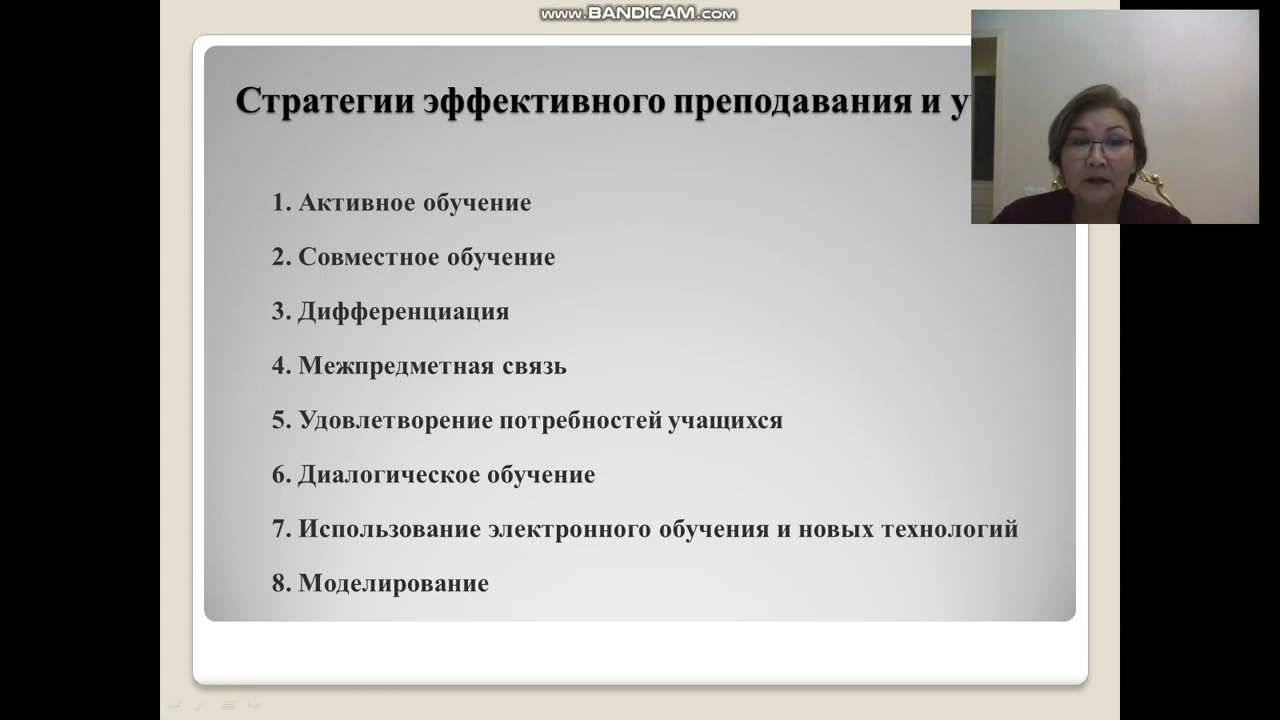 www.BANDICAM.com
Стратегии эффективного преподавания и
1. Активное обучение
2. Совместное обучение
3. Дифференциация
4. Межпредметная связь
5. Удовлетворение потребностей учащихся
6. Диалогическое обучение
7. Использование электронного обучения и новых технологий
8. Моделирование